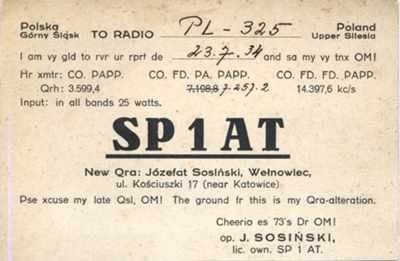 Polska Poland
Górny Śląsk TO RADIO PL-325 Upper Silesia
I am vy gld to rvr ur rprt de 23.7.34 and sa my vy tnx OM!
Hr xmtr: CO. PAPP. CO. FD. PA. PAPP. CO. FD. FD. PAPP.
Qrh: 3.599,4 7.198,8 7.257.2 14.397,6 kc/s
Input: in all bands 25 watts.
SP1AT
New Qra: Józefat Sosiński, Wełnowiec,
ul. Kościuszki 17 (near Katowice)
Pse xcuse my late Qsl, OM! The ground fr this is my Qra-alteration.
Cheerio es 73's Dr OM!
op. J. SOSIŃSKI,
lic. own. SP 1 AT.